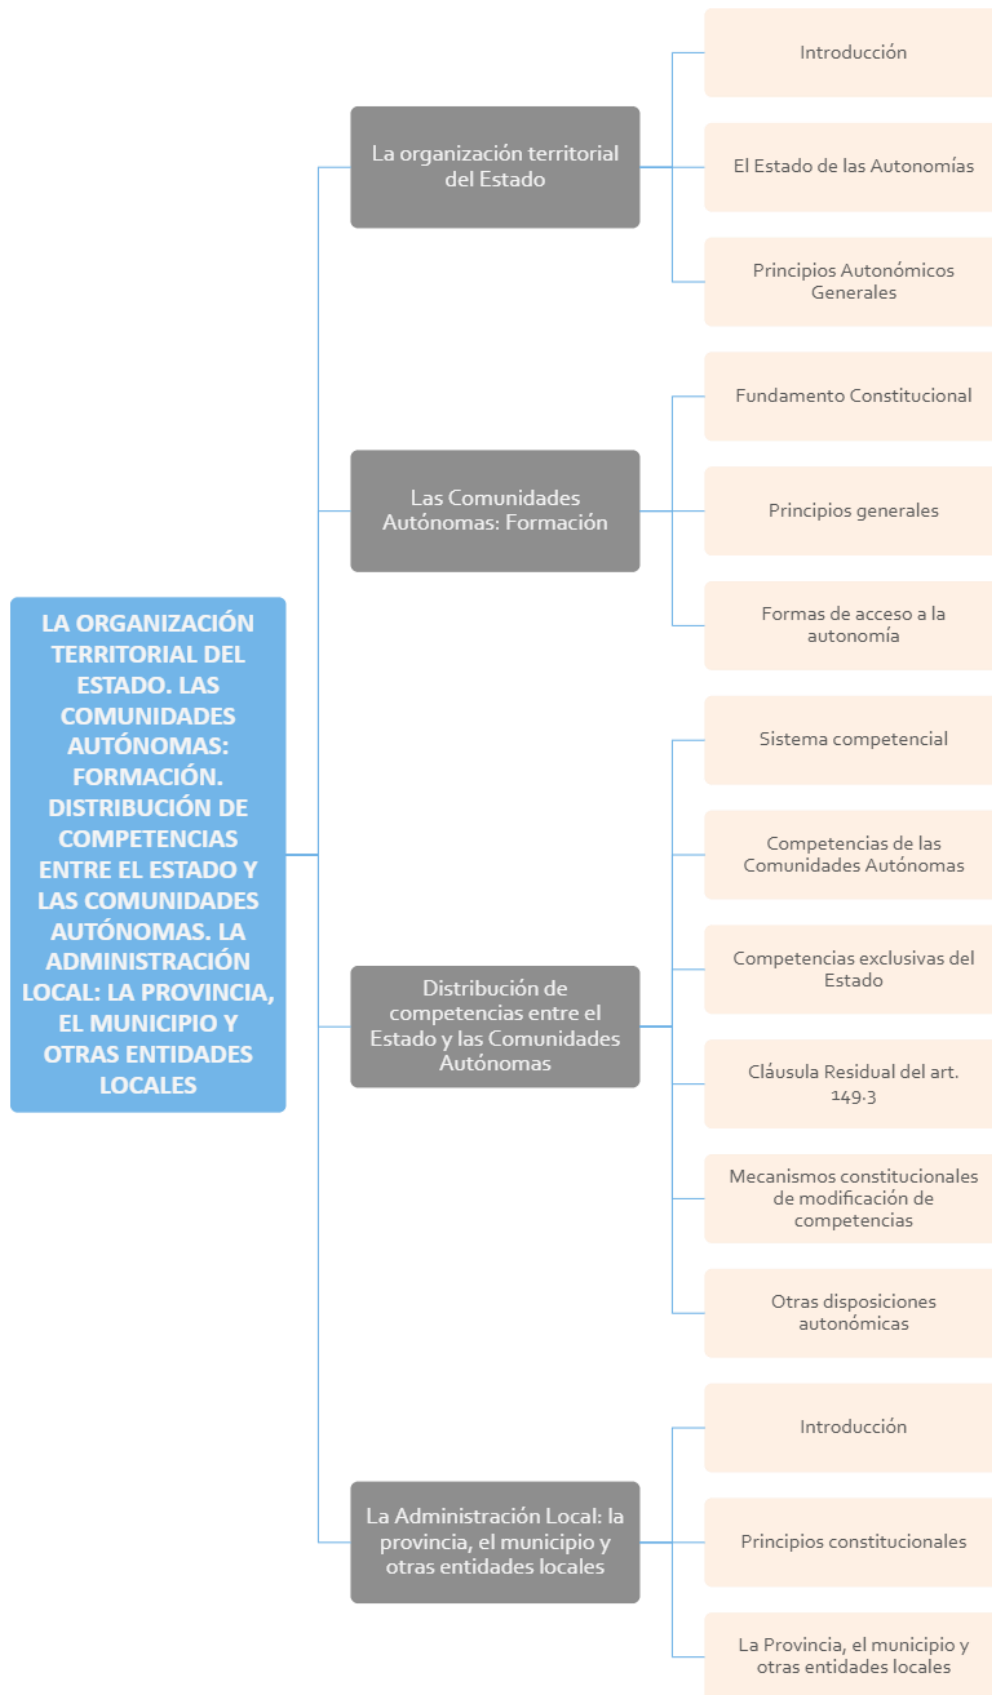 LA ORGANIZACIÓN
TERRITORIAL DEL
ESTADO. LAS
COMUNIDADES
AUTÓNOMAS:
FORMACIÓN.
DISTRIBUCIÓN DE
COMPETENCIAS
ENTRE EL ESTADO Y
LAS COMUNIDADES
AUTÓNOMAS. LA
ADMINISTRACIÓN
LOCAL: LA PROVINCIA,
EL MUNICIPIO Y
OTRAS ENTIDADES
LOCALES
La organización territorial
del Estado
Introducción
El Estado de las Autonomías
Principios Autonómicos
Generales
Las Comunidades
Autónomas: Formación
Fundamento Constitucional
Principios generales
Formas de acceso a la
autonomía
Distribución de
competencias entre el
Estado y las Comunidades
Autónomas
Sistema competencial
Competencias de las
Comunidades Autónomas
Competencias exclusivas del
Estado
Cláusula Residual del art.
149.3
Mecanismos constitucionales
de modificación de
competencias
Otras disposiciones
autonómicas
La Administración Local: la
provincia, el municipio y
otras entidades locales
Introducción
Principios constitucionales
La Provincia, el municipio y
otras entidades locales